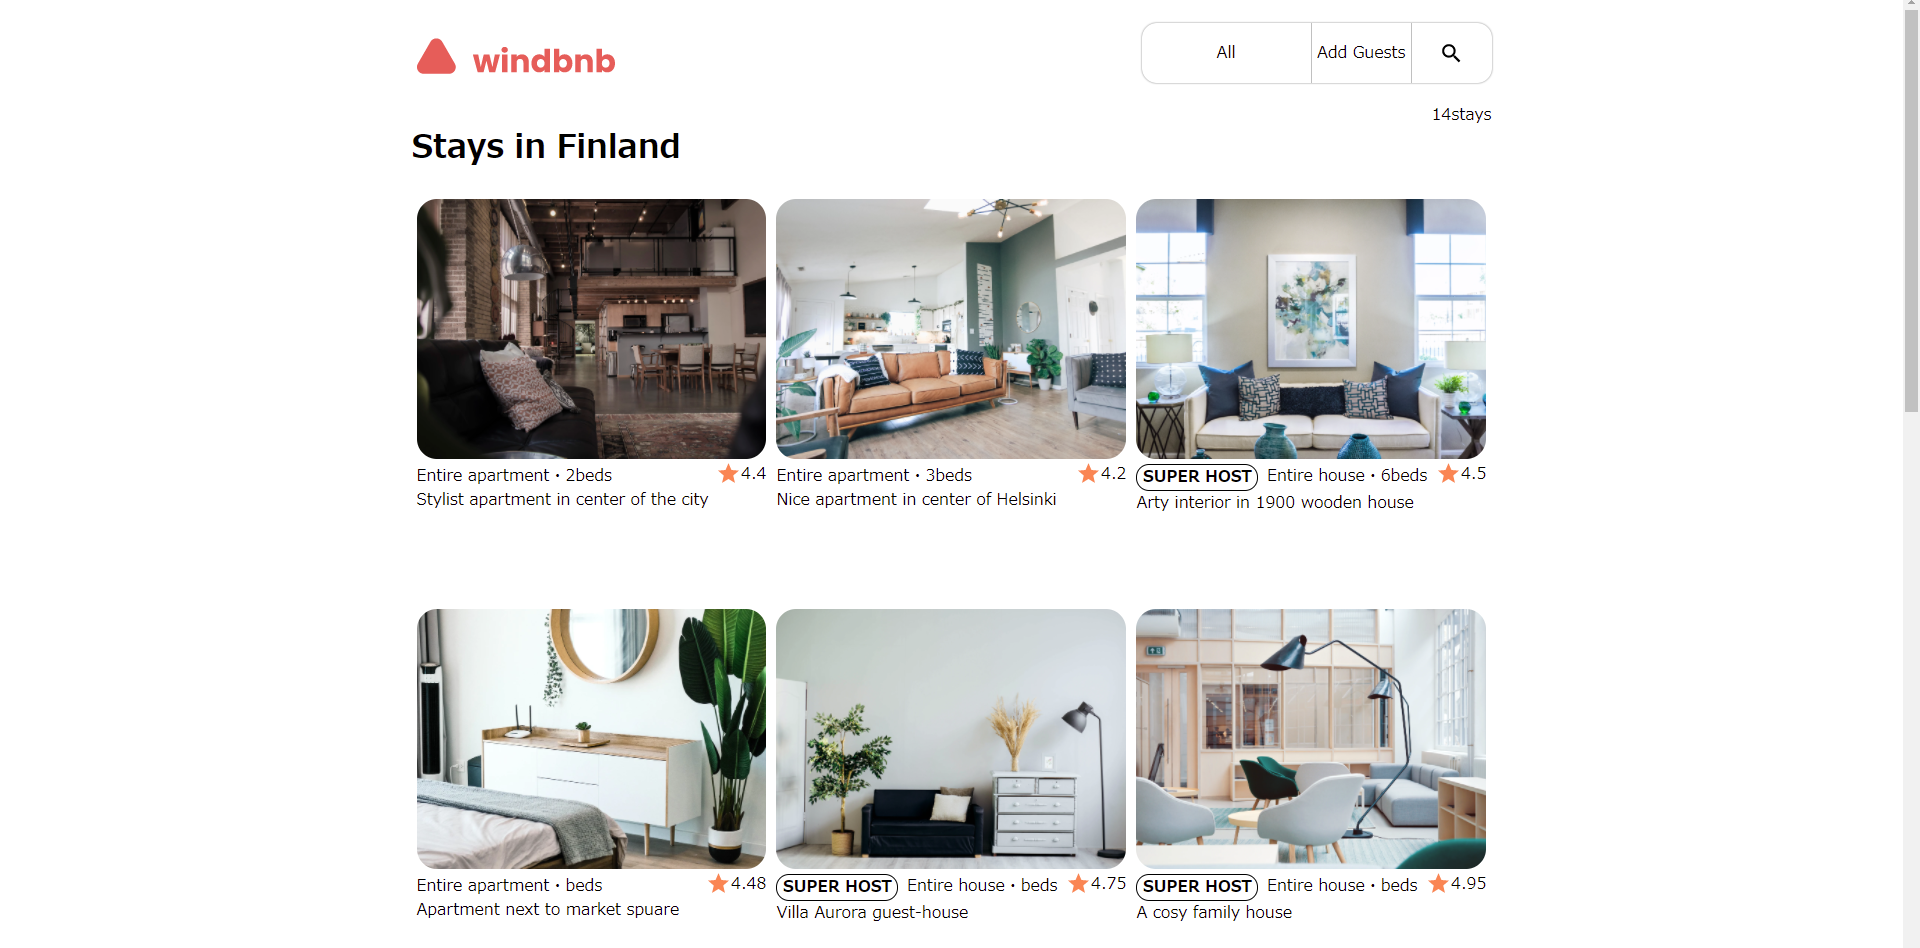 windbnb
All
Add Guests
14stays
Stays in Finland
Entire apartment · 2beds
4.4
Stylist apartment in center of the city
Entire apartment · 3beds
4.2
Nice apartment in center of Helsinki
SUPER HOST
Entire house · 6beds
4.5
Arty interior in 1900 wooden house
Entire apartment · beds
4.48
Apartment next to market spuare
SUPER HOST
Entire house · beds
4.75
Villa Aurora guest-house
SUPER HOST
Entire house · beds
4.95
A cosy family house